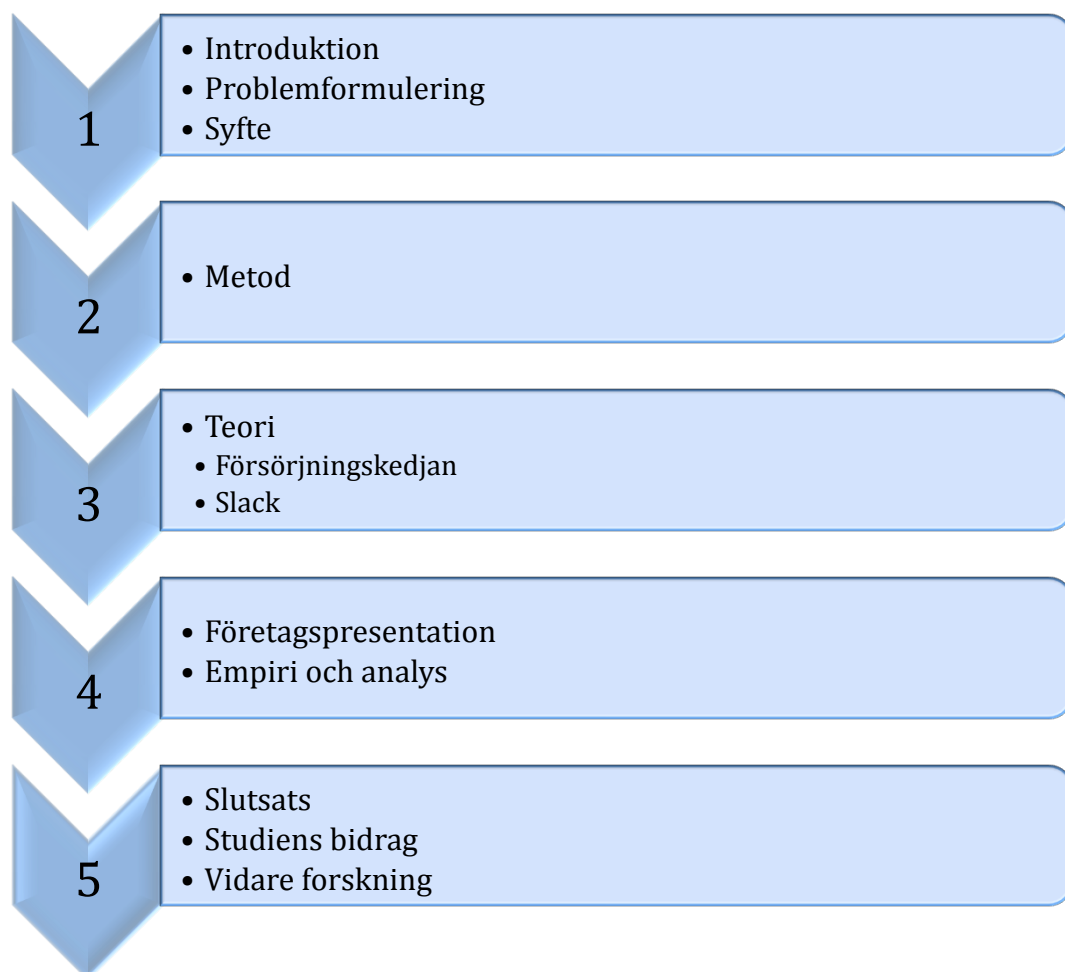 1
• Introduktion
• Problemformulering
• Syfte
2
• Metod
3
• Teori
• Försörjningskedjan
• Slack
4
• Företagspresentation
• Empiri och analys
5
• Slutsats
• Studiens bidrag
• Vidare forskning